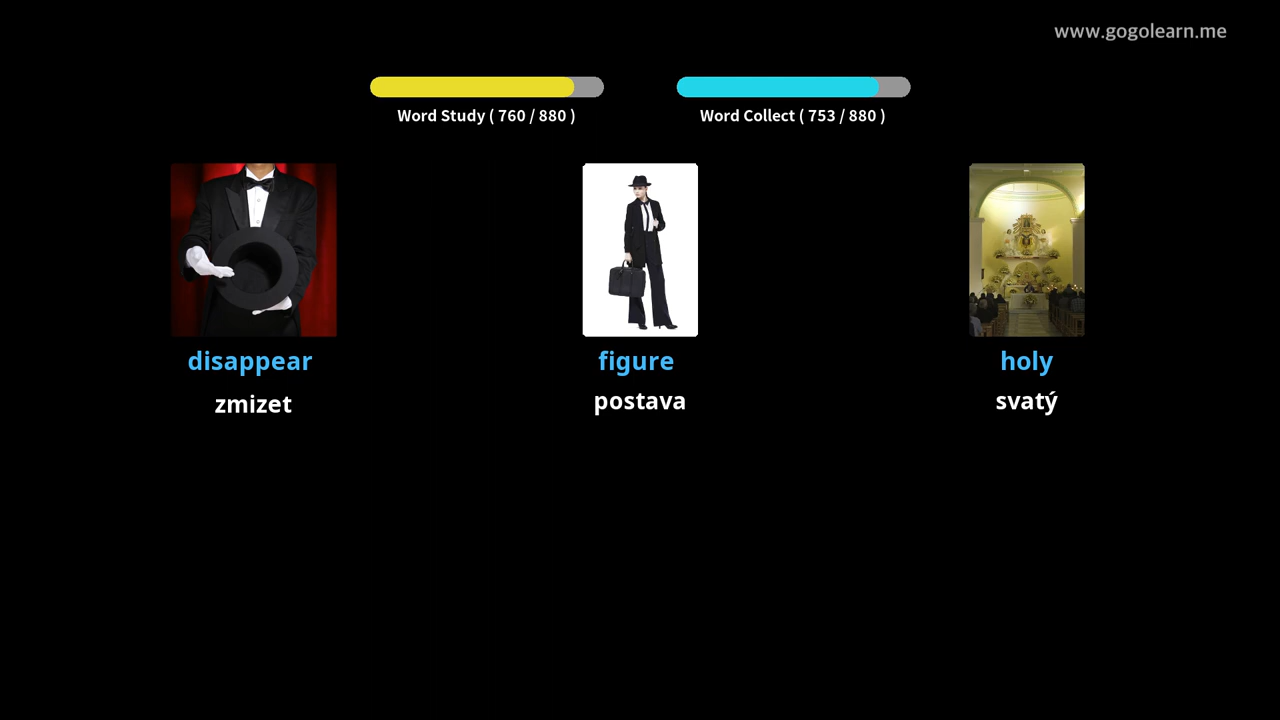 www.gogolearn.me
Word Study ( 760 / 880 )
Word Collect ( 753 / 880 )
disappear
zmizet
figure
postava
holy
svatý